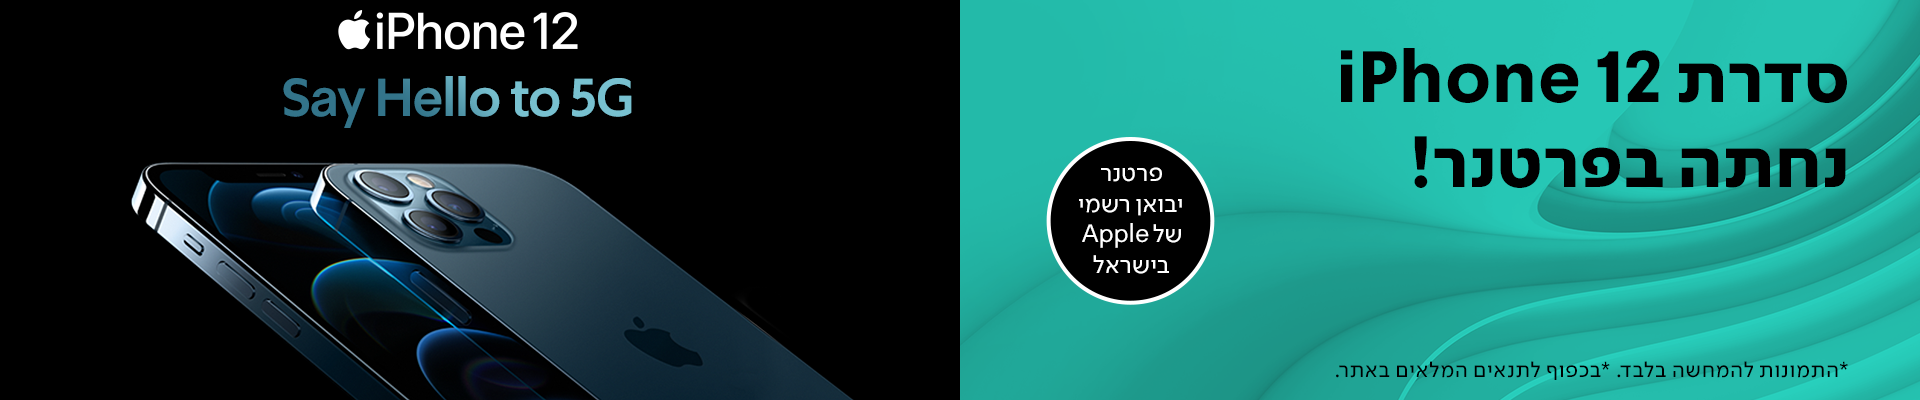 iPhone 12
Say Hello to 5G
סדרת iPhone 12
נחתה בפרטנר!
פרטנר
יבואן רשמי
של Apple
בישראל
*התמונות להמחשה בלבד. *בכפוף לתנאים המלאים באתר.